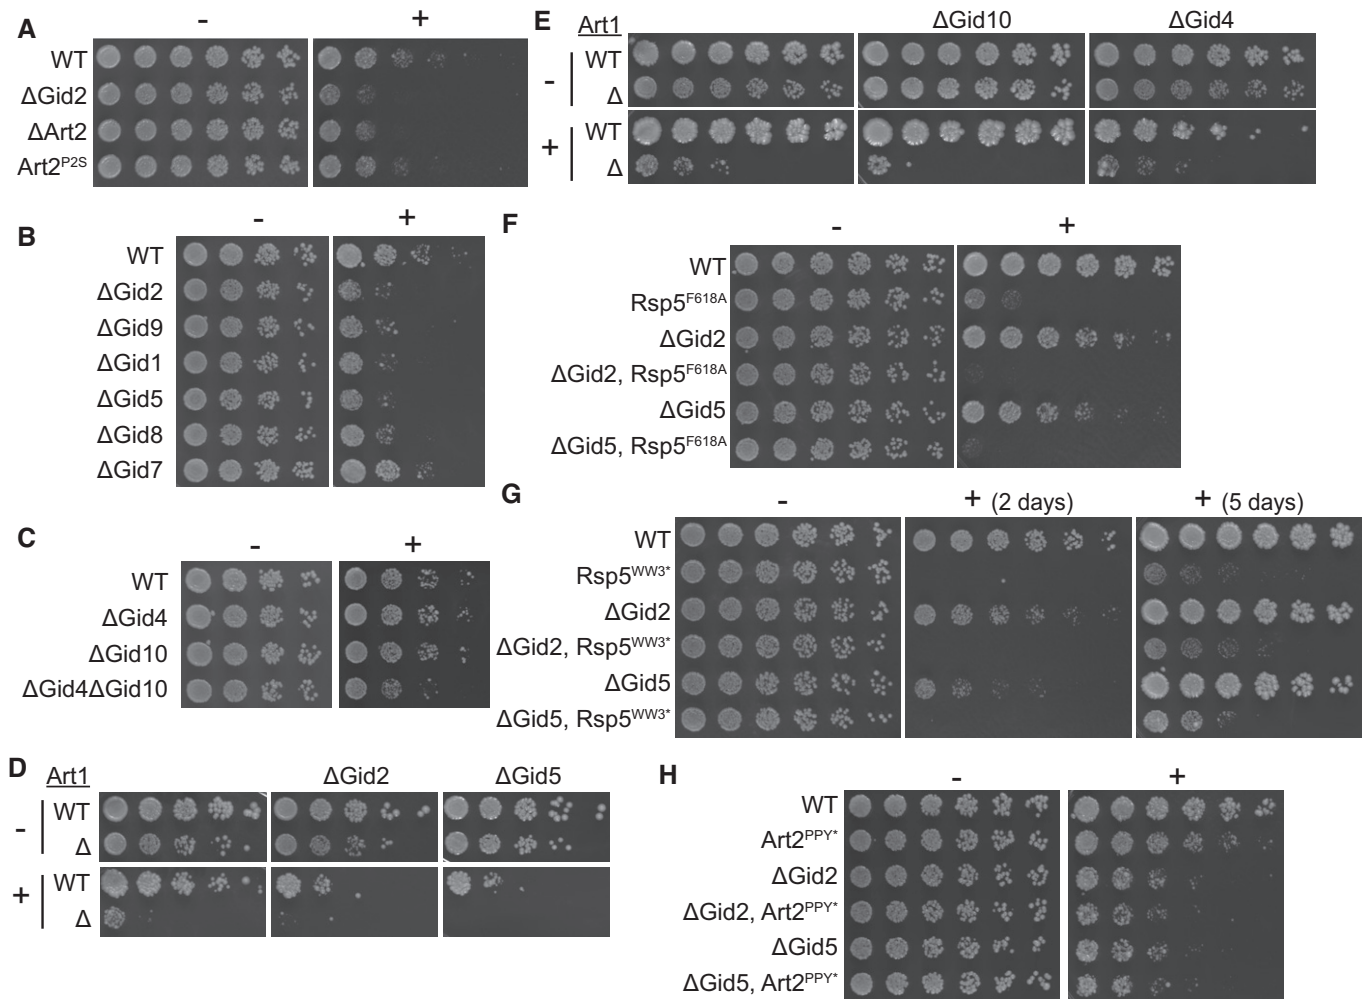 A
- +
WT
ΔGid2
ΔArt2
Art2P2S
B
- +
WT
ΔGid2
ΔGid9
ΔGid1
ΔGid5
ΔGid8
ΔGid7
C
- +
WT
ΔGid4
ΔGid10
ΔGid4ΔGid10
D
Art1 ΔGid2 ΔGid5
- WT
Δ
+ WT
Δ
E
Art1 ΔGid10 ΔGid4
- WT
Δ
+ WT
Δ
F
- +
WT
Rsp5F618A
ΔGid2
ΔGid2, Rsp5F618A
ΔGid5
ΔGid5, Rsp5F618A
G
- + (2 days) + (5 days)
WT
Rsp5WW3*
ΔGid2
ΔGid2, Rsp5WW3*
ΔGid5
ΔGid5, Rsp5WW3*
H
- +
WT
Art2PPY*
ΔGid2
ΔGid2, Art2PPY*
ΔGid5
ΔGid5, Art2PPY*